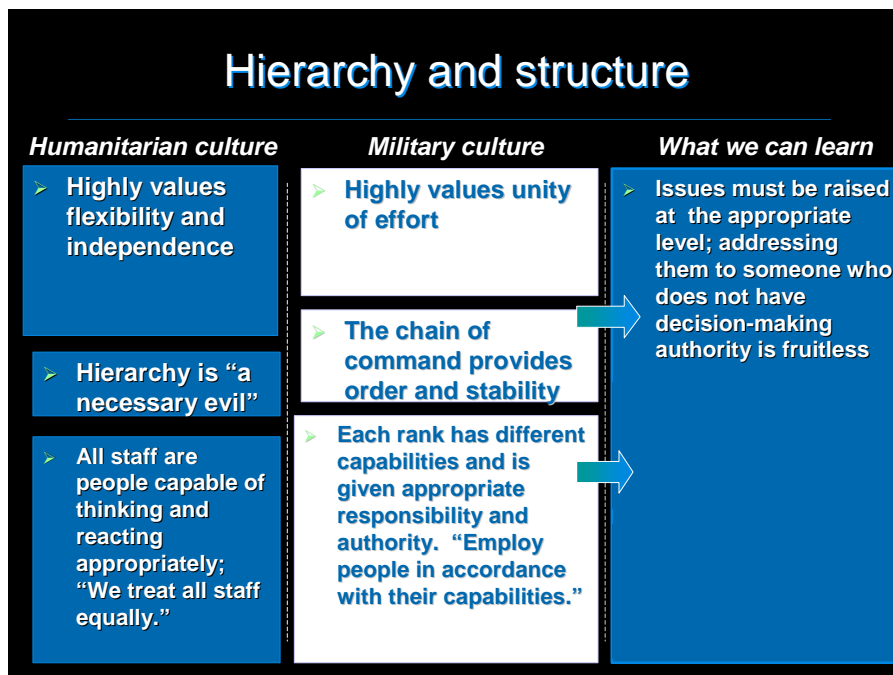 Hierarchy and structure
Humanitarian culture
Highly values
flexibility and
independence
Hierarchy is “a
necessary evil”
All staff are
people capable of
thinking and
reacting
appropriately;
“We treat all staff
equally.”
Military culture
Highly values unity
of effort
The chain of
command provides
order and stability
Each rank has different
capabilities and is
given appropriate
responsibility and
authority.  “Employ
people in accordance
with their capabilities.”
What we can learn
Issues must be raised
at  the appropriate
level; addressing
them to someone who
does not have
decision-making
authority is fruitless